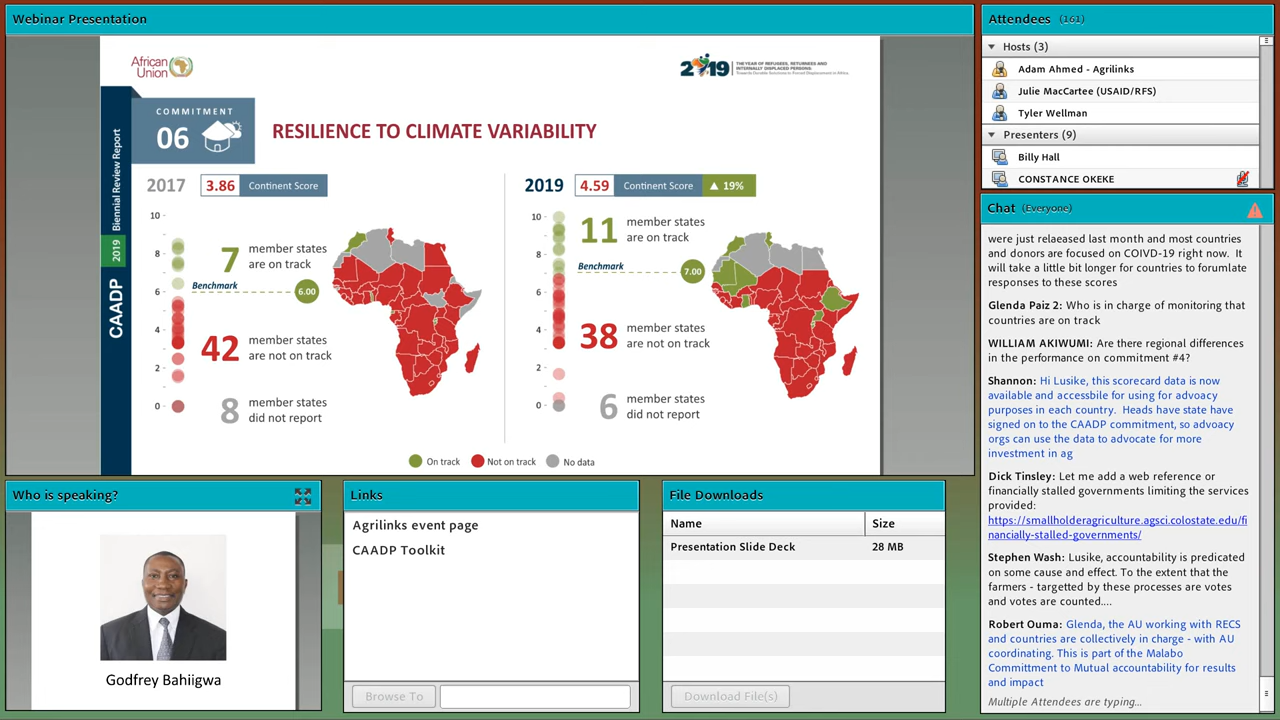 Webinar Presentation
African
Union
2019
THE YEAR OF REFUGEES, RETURNEES AND
INTERNALLY DISPLACED PERSONS.
Towards Durable Solutions to Forced Displacement in Africa.
CAADP 2019 Biennial Review Report
COMMITMENT
06
RESILIENCE TO CLIMATE VARIABILITY
2017
3.86 Continent Score
10
8
6
4
2
0
7 member states
are on track
Benchmark
6.00
42 member states
are not on track
8 member states
did not report
2019
4.59 Continent Score ▲ 19%
10
8
6
4
2
0
11 member states
are on track
Benchmark
7.00
38 member states
are not on track
6 member states
did not report
On track
Not on track
No data
Who is speaking?
Godfrey Bahiigwa
Links
Agrilinks event page
CAADP Toolkit
Browse To
File Downloads
Name Size
Presentation Slide Deck 28 MB
Download File(s)
Attendees (161)
Hosts (3)
Adam Ahmed - Agrilinks
Julie MacCartee (USAID/RFS)
Tyler Wellman
Presenters (9)
Billy Hall
CONSTANCE OKEKE
Chat (Everyone)
were just relaeased last month and most countries
and donors are focused on COIVD-19 right now. It
will take a little bit longer for countries to forumlate
responses to these scores
Glenda Paiz 2: Who is in charge of monitoring that
countries are on track
WILLIAM AKIWUMI: Are there regional differences
in the performance on commitment #4?
Shannon: Hi Lusike, this scorecard data is now
available and accessbile for using for advoacy
purposes in each country. Heads have state have
signed on to the CAADP commitment, so advoacy
orgs can use the data to advocate for more
investment in ag
Dick Tinsley: Let me add a web reference or
financially stalled governments limiting the services
provided:
https://smallholderagriculture.agsci.colostate.edu/fi
nancially-stalled-governments/
Stephen Wash: Lusike, accountability is predicated
on some cause and effect. To the extent that the
farmers - targetted by these processes are votes
and votes are counted....
Robert Ouma: Glenda, the AU working with RECS
and countries are collectively in charge - with AU
coordinating. This is part of the Malabo
Committment to Mutual accountability for results
and impact
Multiple Attendees are typing...